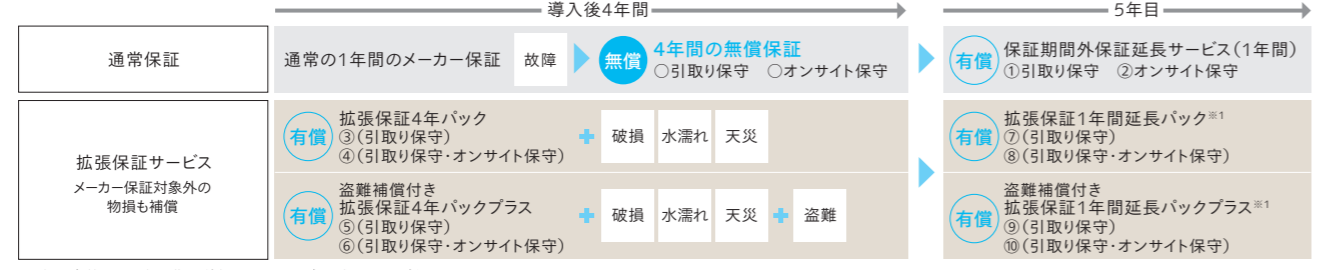 導入後4年間
5年目
通常保証
通常の1年間のメーカー保証
故障
無償
4年間の無償保証
○引取り保守 ○オンサイト保守
有償
保証期間外保証延長サービス(1年間)
①引取り保守 ②オンサイト保守
拡張保証サービス
メーカー保証対象外の
物損も補償
有償
拡張保証4年パック
③(引取り保守)
④(引取り保守・オンサイト保守)
+
破損
水濡れ
天災
有償
拡張保証1年間延長パック※1
⑦(引取り保守)
⑧(引取り保守・オンサイト保守)
有償
盗難補償付き
拡張保証4年パックプラス
⑤(引取り保守)
⑥(引取り保守・オンサイト保守)
+
破損
水濡れ
天災
+
盗難
有償
盗難補償付き
拡張保証1年間延長パックプラス※1
⑨(引取り保守)
⑩(引取り保守・オンサイト保守)